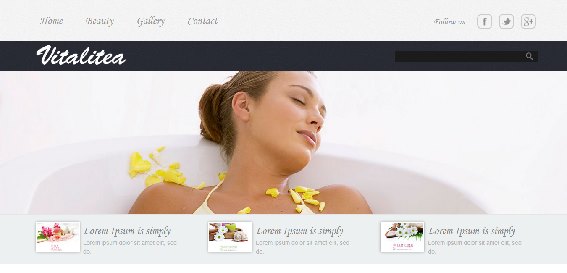 Home Beauty Gallery Contact
Follow us
Vitalitea
Lorem Ipsum is simply
Lorem ipsum dolor sit amet elit, sed
do.
Lorem Ipsum is simply
Lorem ipsum dolor sit amet elit, sed
do.
Lorem Ipsum is simply
Lorem ipsum dolor sit amet elit, sed
do.